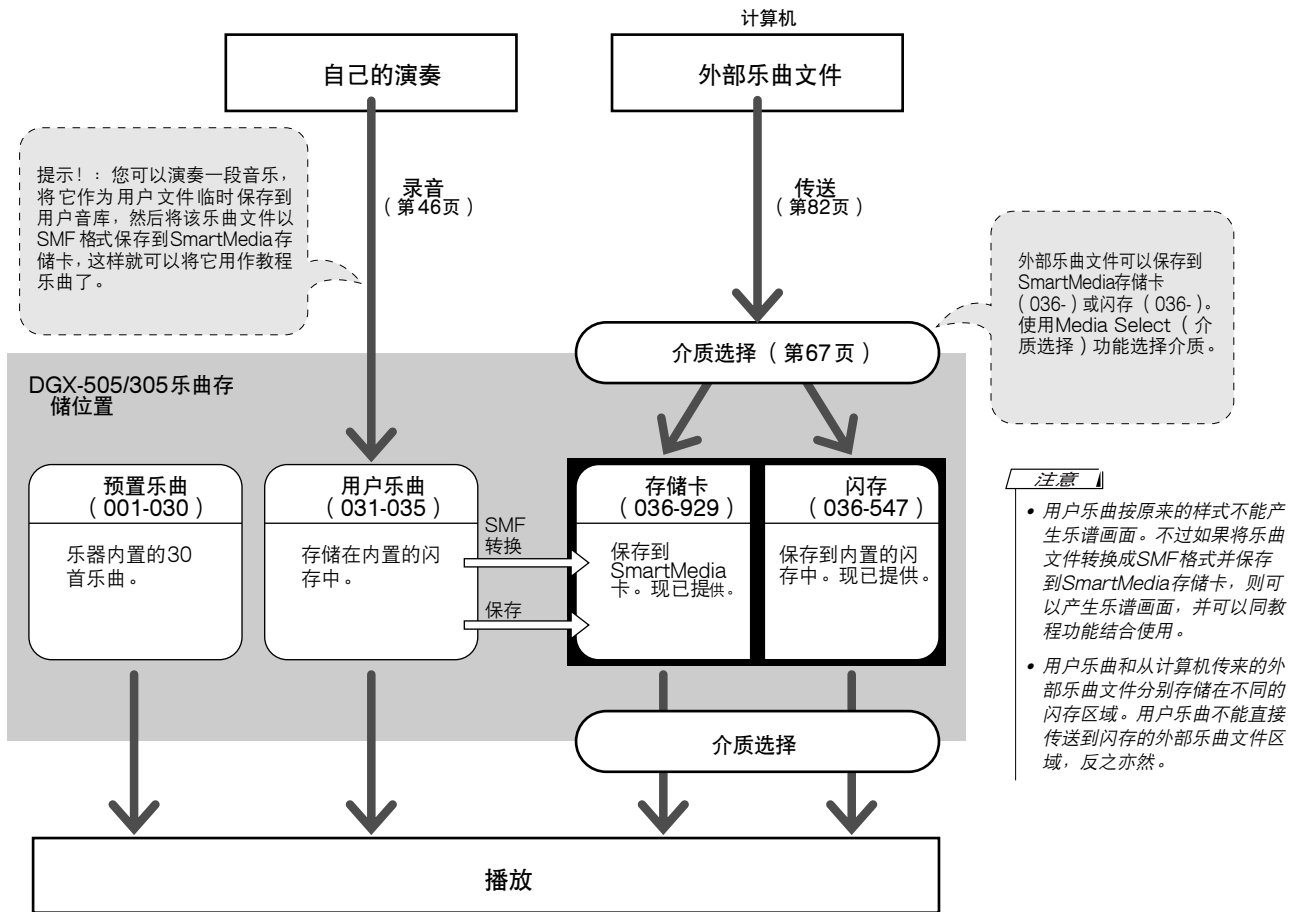 计算机
自己的演奏
外部乐曲文件
提示！：您可以演奏一段音乐，
将它作为用户文件临时保存到
用户音库，然后将该乐曲文件以
SMF 格式保存到SmartMedia存
储卡，这样就可以将它用作教程
乐曲了。
录音
（第46页）
传送
（第82页）
外部乐曲文件可以保存到
SmartMedia存储卡
（036-）或闪存（036-）。
使用Media Select（介
质选择）功能选择介质。
介质选择（第67页）
DGX-505/305乐曲存
储位置
预置乐曲
（001-030）
乐器内置的30
首乐曲。
用户乐曲
（031-035）
存储在内置的闪
存中。
SMF
转换
保存
存储卡
（036-929）
保存到
SmartMedia
卡。现已提供。
闪存
（036-547）
保存到内置的闪
存中。现已提供。
介质选择
播放
注意
• 用户乐曲按原来的样式不能产
生乐谱画面。不过如果将乐曲
文件转换成SMF格式并保存
到SmartMedia存储卡，则可
以产生乐谱画面，并可以同教
程功能结合使用。
• 用户乐曲和从计算机传来的外
部乐曲文件分别存储在不同的
闪存区域。用户乐曲不能直接
传送到闪存的外部乐曲文件区
域，反之亦然。